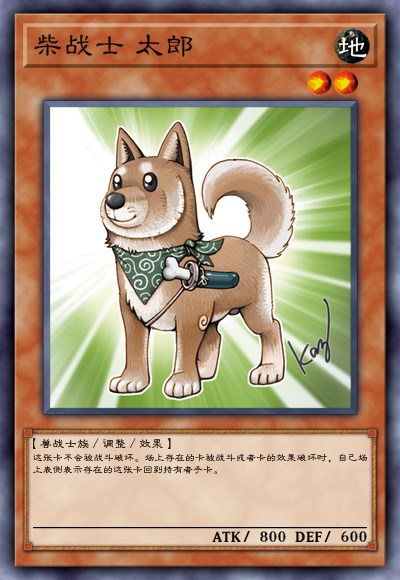 柴战士 太郎
地
【兽战士族／调整／效果】
这张卡不会被战斗破坏。场上存在的卡被战斗或者卡的效果破坏时，自己场
上表侧表示存在的这张卡回到持有者手卡。
ATK/ 800 DEF/ 600